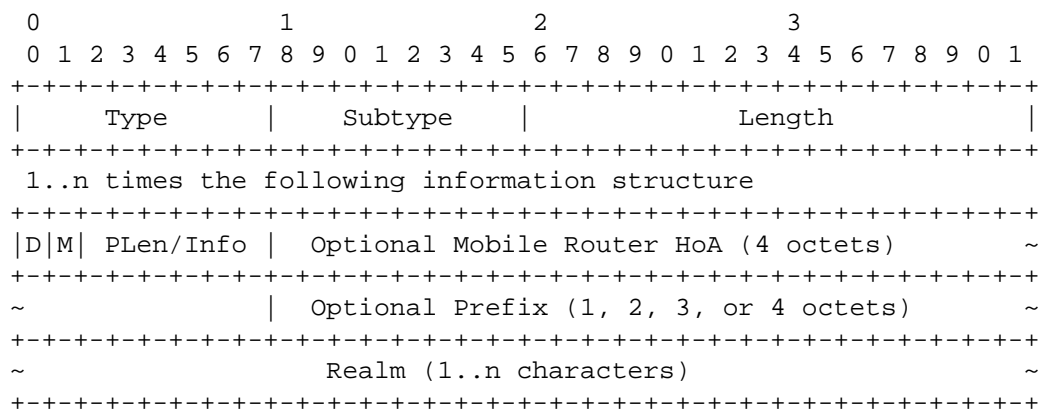 0                   1                   2                   3
 0 1 2 3 4 5 6 7 8 9 0 1 2 3 4 5 6 7 8 9 0 1 2 3 4 5 6 7 8 9 0 1
+-+-+-+-+-+-+-+-+-+-+-+-+-+-+-+-+-+-+-+-+-+-+-+-+-+-+-+-+-+-+-+-+
|      Type     |    Subtype    |             Length            |
+-+-+-+-+-+-+-+-+-+-+-+-+-+-+-+-+-+-+-+-+-+-+-+-+-+-+-+-+-+-+-+-+
 1..n times the following information structure
+-+-+-+-+-+-+-+-+-+-+-+-+-+-+-+-+-+-+-+-+-+-+-+-+-+-+-+-+-+-+-+-+
|D|M| PLen/Info |  Optional Mobile Router HoA (4 octets)        ~
+-+-+-+-+-+-+-+-+-+-+-+-+-+-+-+-+-+-+-+-+-+-+-+-+-+-+-+-+-+-+-+-+
~               |  Optional Prefix (1, 2, 3, or 4 octets)       ~
+-+-+-+-+-+-+-+-+-+-+-+-+-+-+-+-+-+-+-+-+-+-+-+-+-+-+-+-+-+-+-+-+
~                   Realm (1..n characters)                     ~
+-+-+-+-+-+-+-+-+-+-+-+-+-+-+-+-+-+-+-+-+-+-+-+-+-+-+-+-+-+-+-+-+